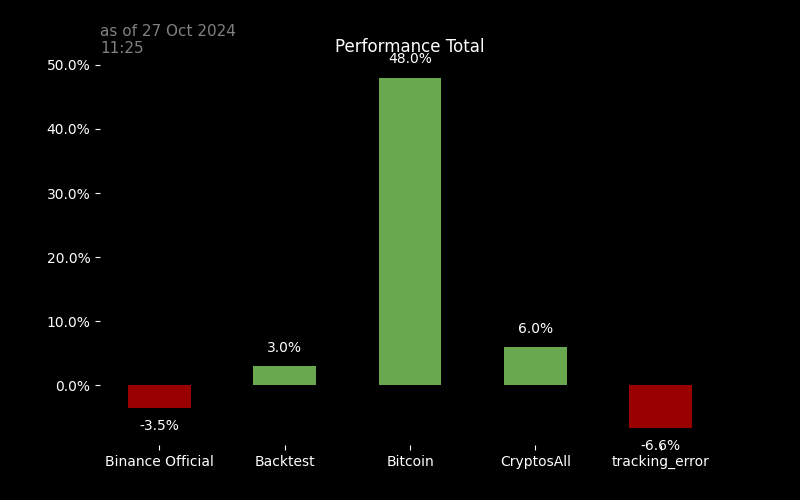 as of 27 Oct 2024
11:25
Performance Total
50.0%
40.0%
30.0%
20.0%
10.0%
0.0%
-3.5%
3.0%
48.0%
6.0%
-6.6%
Binance Official
Backtest
Bitcoin
CryptosAll
tracking_error